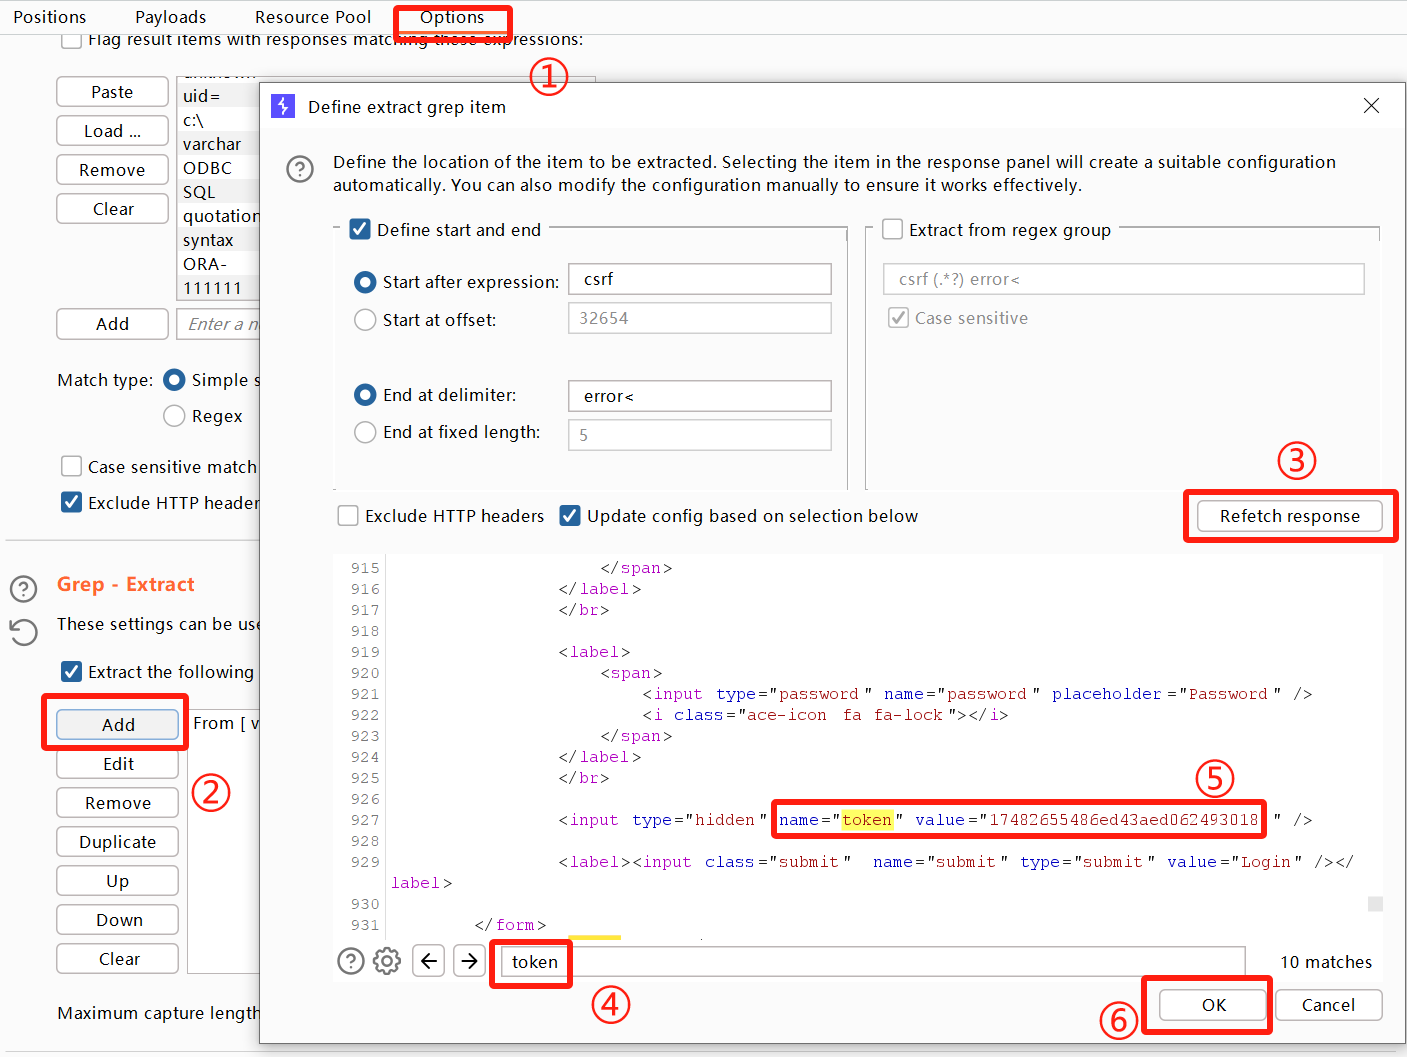 Positions Payloads Resource Pool Options
Flag result items with responses matching these expressions:
①
Paste
Load ...
Remove
Clear
uid=
c:\
varchar
ODBC
SQL
quotation
syntax
ORA-
111111
Add
Enter a n
Match type: Simple s
Regex
Case sensitive match
Exclude HTTP header
Grep - Extract
These settings can be use
Extract the following
Add
From [ v
②
Edit
Remove
Duplicate
Up
Down
Clear
Maximum capture length
Define extract grep item
Define the location of the item to be extracted. Selecting the item in the response panel will create a suitable configuration
automatically. You can also modify the configuration manually to ensure it works effectively.
Define start and end
Start after expression: csrf
Start at offset: 32654
End at delimiter: error<
End at fixed length: 5
Extract from regex group
csrf (.*?) error<
Case sensitive
③
Exclude HTTP headers Update config based on selection below Refetch response
915 </span>
916 </label>
917 </br>
918
919 <label>
920 <span>
921 <input type="password" name="password" placeholder="Password" />
922 <i class="ace-icon fa fa-lock"></i>
923 </span>
924 </label>
925 </br>
926
⑤
927 <input type="hidden" name="token" value="17482655486ed43aed062493018" />
928
929 <label><input class="submit" name="submit" type="submit" value="Login" /></
label>
930
931 </form>
token 10 matches
④
⑥
OK Cancel